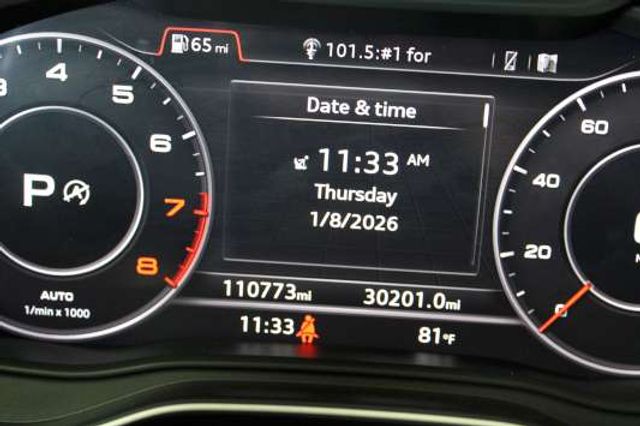 65 mi
101.5:#1 for
Date & time
11:33 AM
Thursday
1/8/2026
4
5
6
7
8
P
AUTO
1/min x 1000
60
40
20
0
110773mi
30201.0mi
11:33
81°F